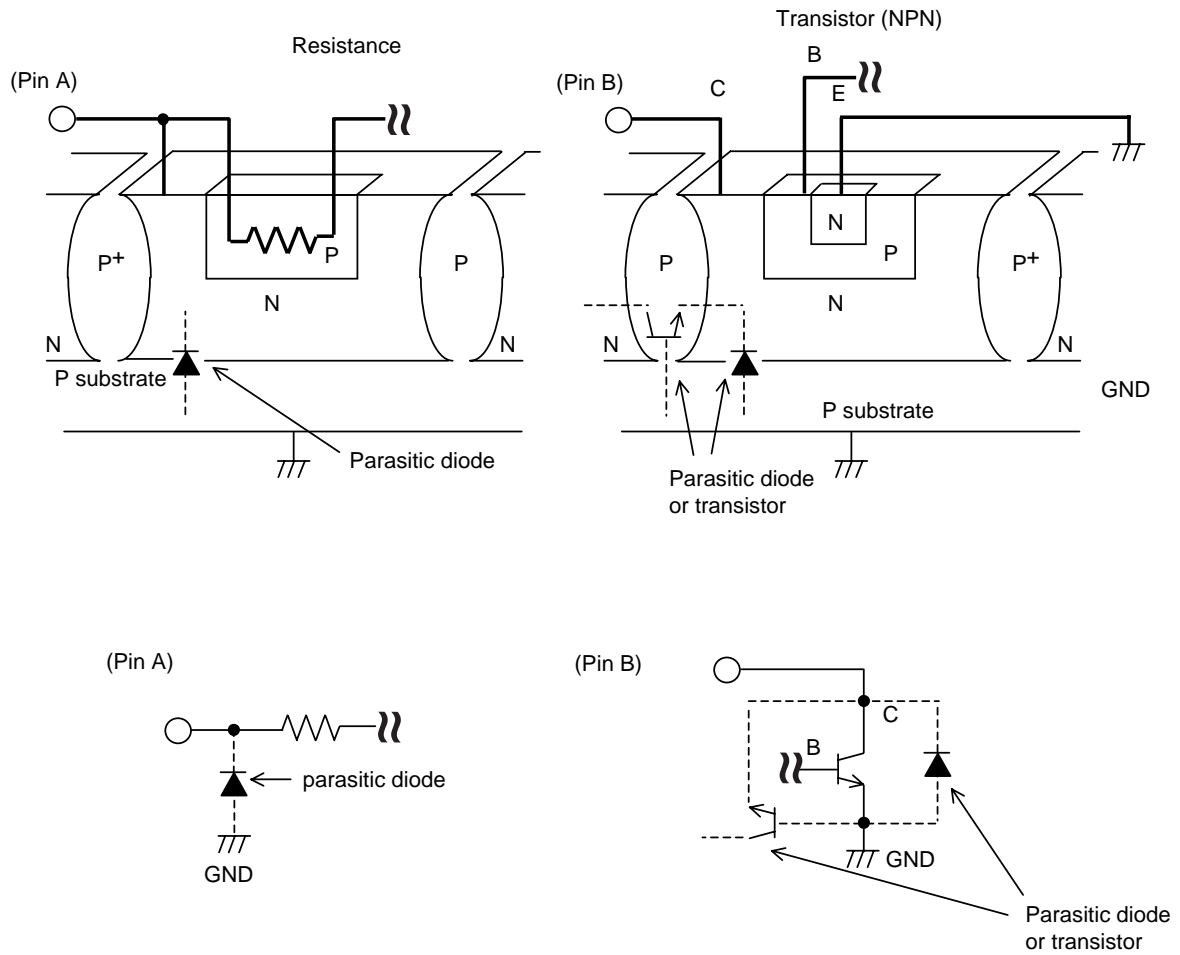 Resistance
(Pin A)
P+
P
P
N
N
N
P substrate
Parasitic diode
Transistor (NPN)
(Pin B)
C
B
E
N
P
P
P+
N
N
N
P substrate
GND
Parasitic diode
or transistor
(Pin A)
parasitic diode
GND
(Pin B)
C
B
GND
Parasitic diode
or transistor